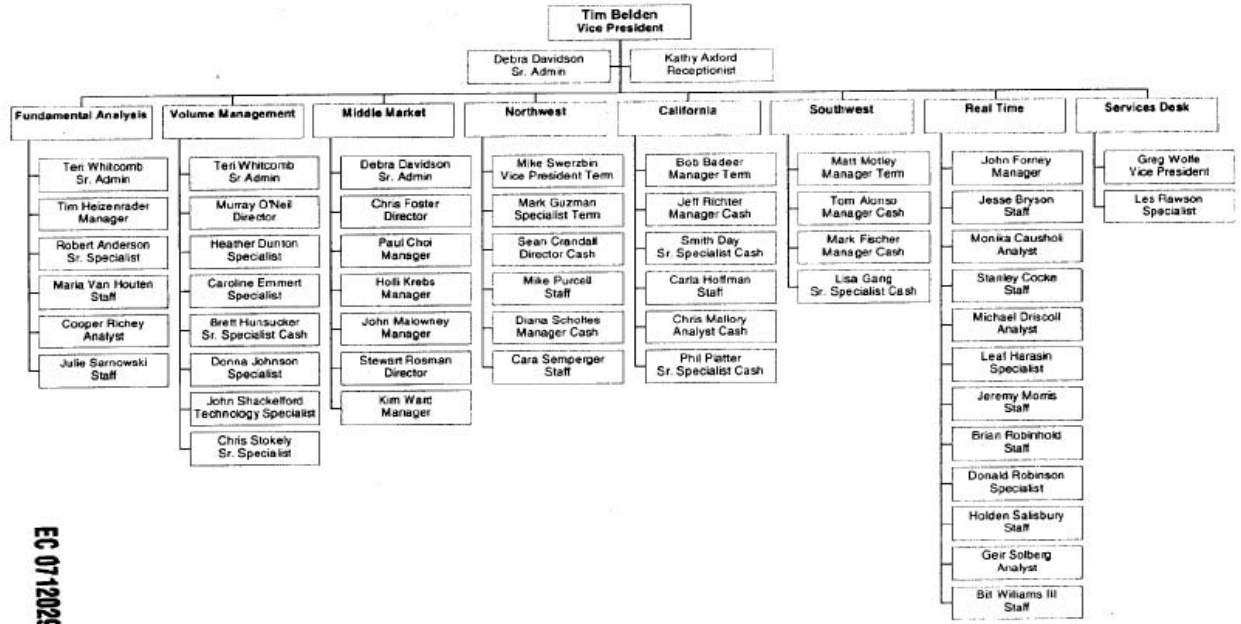 Tim Belden
Vice President
Debra Davidson
Sr. Admin
Kathy Axford
Receptionist
Fundamental Analysis
Teri Whitcomb
Sr. Admin
Tim Heizenrader
Manager
Robert Anderson
Sr. Specialist
Maria Van Houten
Staff
Cooper Richey
Analyst
Julie Sarnowski
Staff
Volume Management
Teri Whitcomb
Sr Admin
Murray O'Neil
Director
Heather Dunton
Specialist
Caroline Emmert
Specialist
Brett Hunsucker
Sr. Specialist Cash
Donna Johnson
Specialist
John Shackelford
Technology Specialist
Chris Stokely
Sr. Specialist
Middle Market
Debra Davidson
Sr. Admin
Chris Foster
Director
Paul Choi
Manager
Holli Krebs
Manager
John Malowney
Manager
Stewart Rosman
Director
Kim Ward
Manager
Northwest
Mike Swerzbin
Vice President Term
Mark Guzman
Specialist Term
Sean Crandall
Director Cash
Mike Purcell
Staff
Diana Scholtes
Manager Cash
Cara Semperger
Staff
California
Bob Badeer
Manager Term
Jeff Richter
Manager Cash
Smith Day
Sr. Specialist Cash
Carla Hoffman
Staff
Chris Mallory
Analyst Cash
Phil Platter
Sr. Specialist Cash
Southwest
Matt Motley
Manager Term
Tom Alonso
Manager Cash
Mark Fischer
Manager Cash
Lisa Gang
Sr. Specialist Cash
Real Time
John Forney
Manager
Jesse Bryson
Staff
Monika Causholi
Analyst
Stanley Cocke
Staff
Michael Driscoll
Analyst
Leaf Harasin
Specialist
Jeremy Morris
Staff
Brian Robinhold
Staff
Donald Robinson
Specialist
Holden Salisbury
Staff
Geir Solberg
Analyst
Bill Williams III
Staff
Services Desk
Greg Wolfe
Vice President
Les Rawson
Specialist
EC 0712029